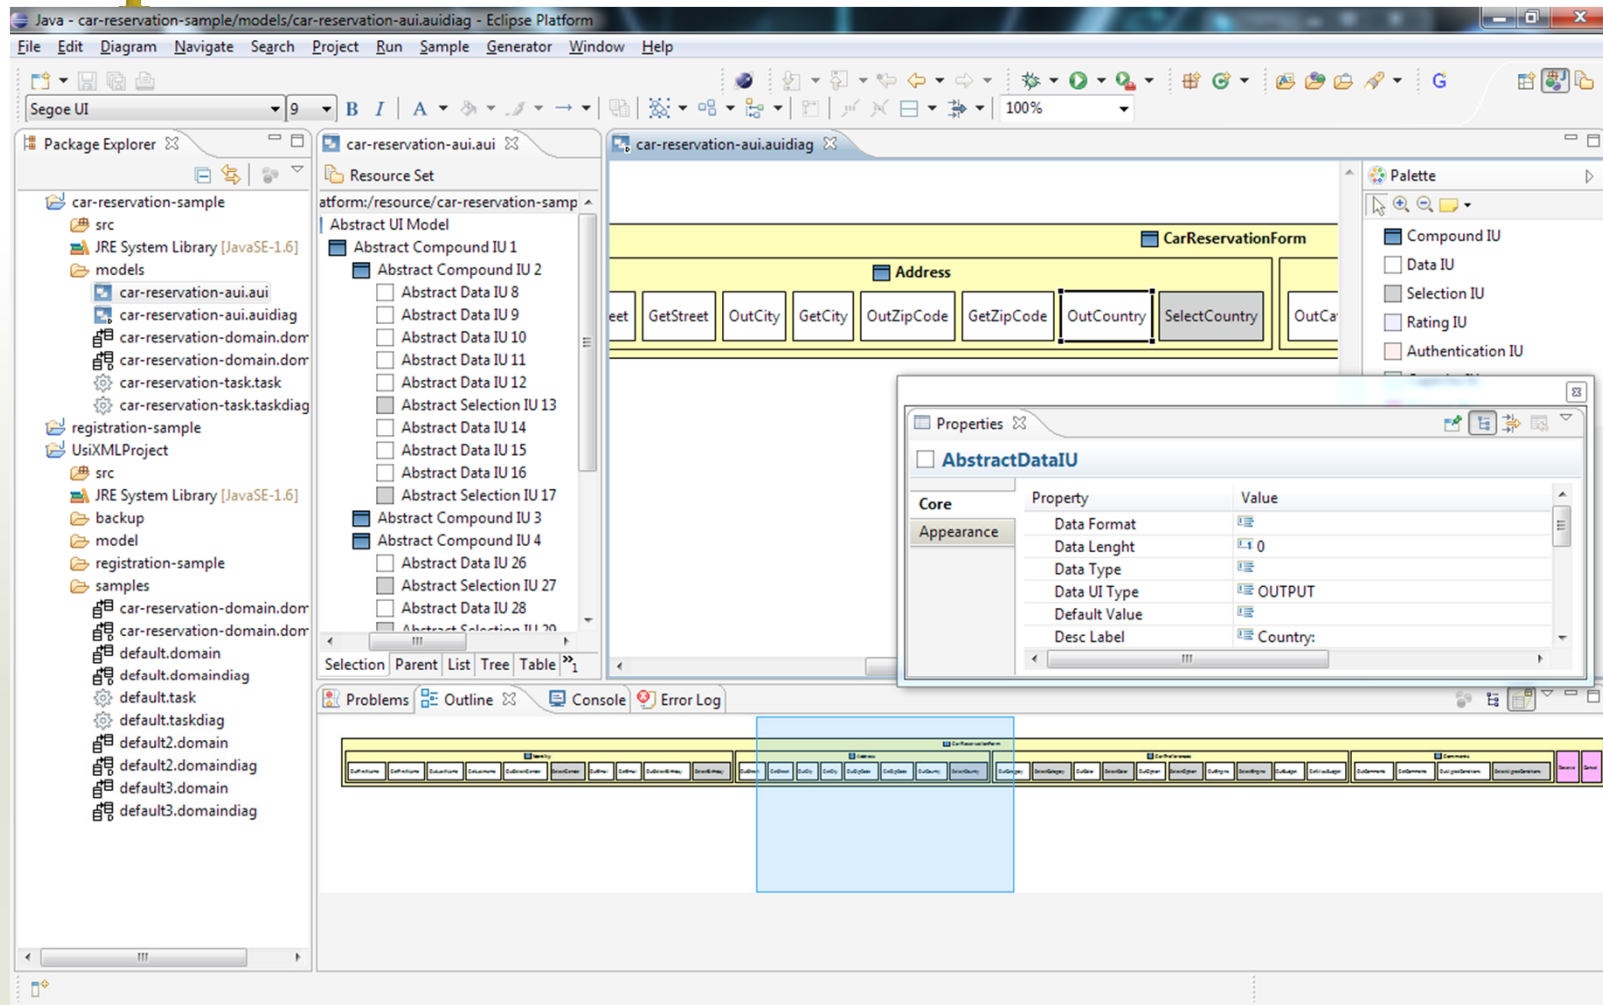 Java - car-reservation-sample/models/car-reservation-aui.auidiag - Eclipse Platform
File Edit Diagram Navigate Search Project Run Sample Generator Window Help
Segoe UI 9 B I A 100%
Package Explorer
car-reservation-sample
src
JRE System Library [JavaSE-1.6]
models
car-reservation-aui.aui
car-reservation-aui.auidiag
car-reservation-domain.dom
car-reservation-domain.dom
car-reservation-task.task
car-reservation-task.taskdiag
registration-sample
UsiXMLProject
src
JRE System Library [JavaSE-1.6]
backup
model
registration-sample
samples
car-reservation-domain.dom
car-reservation-domain.dom
default.domain
default.domaindiag
default.task
default.taskdiag
default2.domain
default2.domaindiag
default3.domain
default3.domaindiag
car-reservation-aui.aui
Resource Set
atform:/resource/car-reservation-samp
Abstract UI Model
Abstract Compound IU 1
Abstract Compound IU 2
Abstract Data IU 8
Abstract Data IU 9
Abstract Data IU 10
Abstract Data IU 11
Abstract Data IU 12
Abstract Selection IU 13
Abstract Data IU 14
Abstract Data IU 15
Abstract Data IU 16
Abstract Selection IU 17
Abstract Compound IU 3
Abstract Compound IU 4
Abstract Data IU 26
Abstract Selection IU 27
Abstract Data IU 28
Abstract Selection IU 29
Selection Parent List Tree Table »1
car-reservation-aui.auidiag
CarReservationForm
Address
eet GetStreet OutCity GetCity OutZipCode GetZipCode OutCountry SelectCountry OutCa
Palette
Compound IU
Data IU
Selection IU
Rating IU
Authentication IU
Properties
AbstractDataIU
Core
Appearance
Property Value
Data Format
Data Lenght 0
Data Type
Data UI Type OUTPUT
Default Value
Desc Label Country:
Problems Outline Console Error Log
CarReservationForm
Identity Address CarPreferences Comments